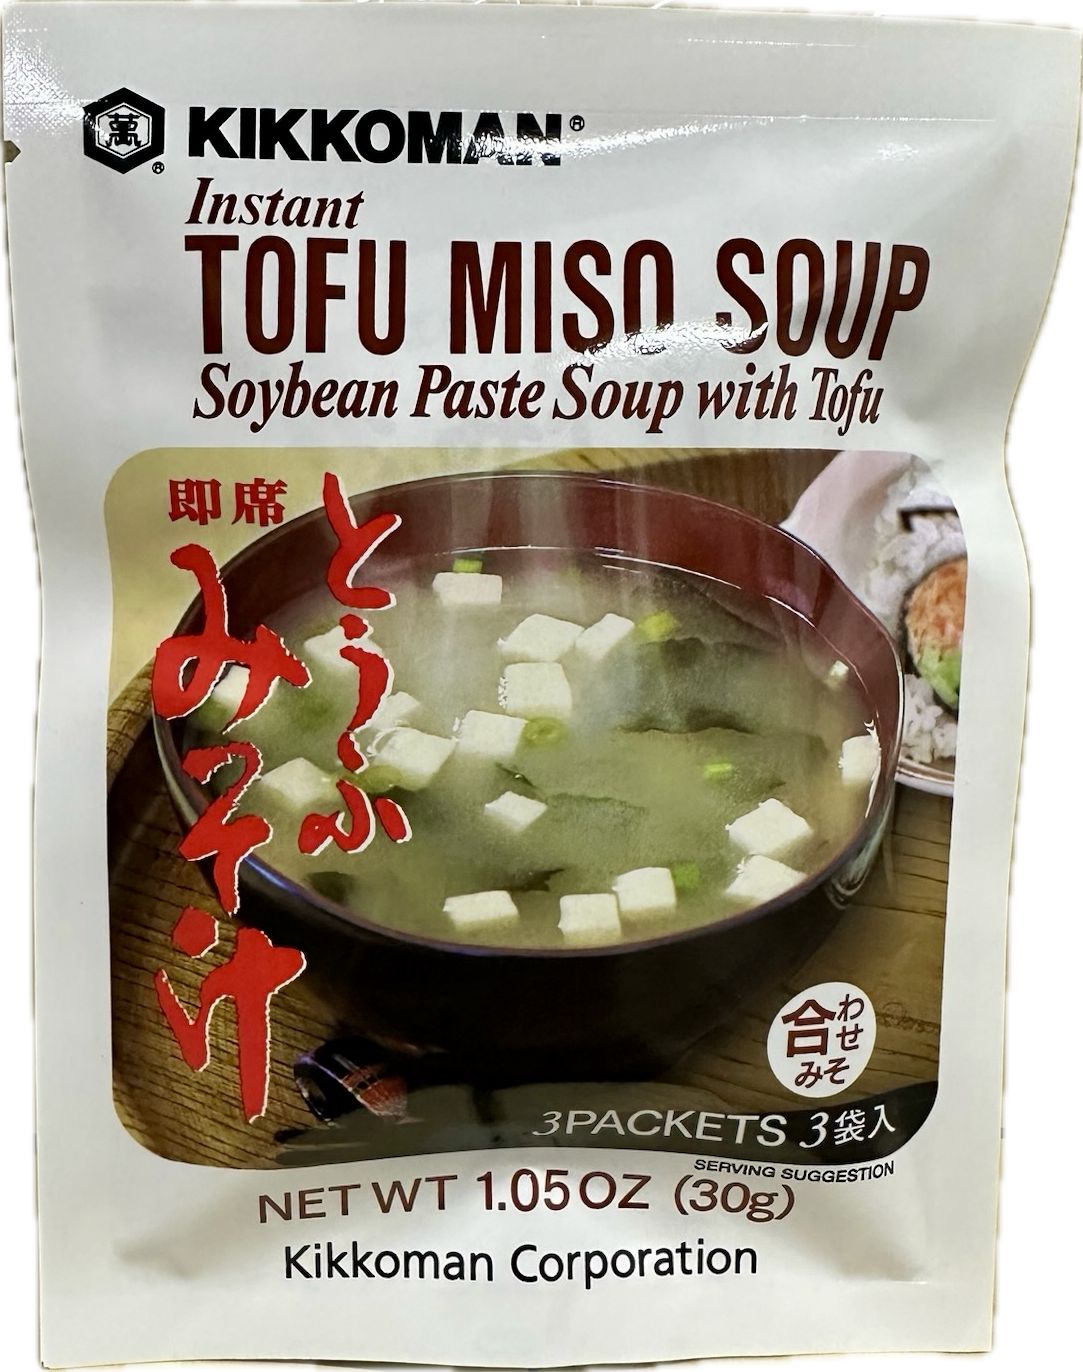 萬
KIKKOMAN®
®
Instant
TOFU MISO SOUP
Soybean Paste Soup with Tofu
即席
とうふ
みそ汁
合わせ
みそ
3PACKETS 3袋入
SERVING SUGGESTION
NET WT 1.05 OZ (30g)
Kikkoman Corporation